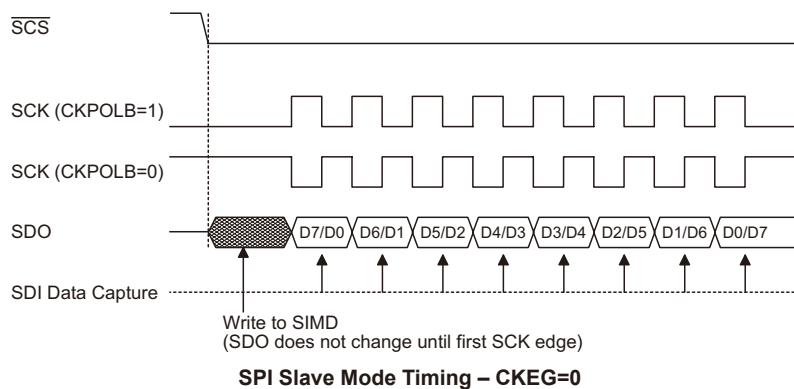 SCS
SCK (CKPOLB=1)
SCK (CKPOLB=0)
SDO D7/D0 D6/D1 D5/D2 D4/D3 D3/D4 D2/D5 D1/D6 D0/D7
SDI Data Capture
Write to SIMD
(SDO does not change until first SCK edge)
SPI Slave Mode Timing – CKEG=0